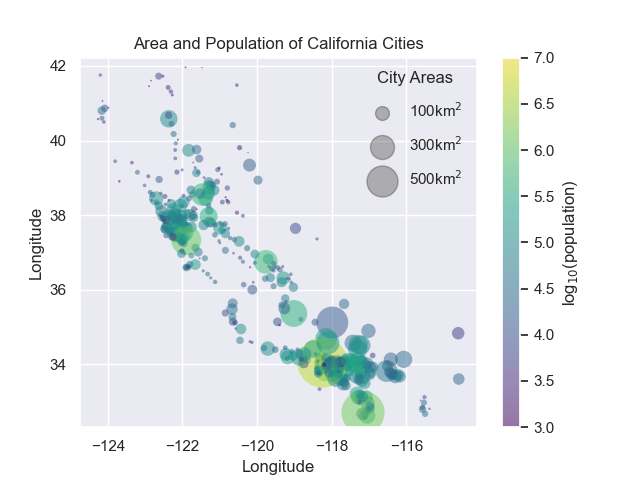 Area and Population of California Cities
42
40
38
36
34
Longitude
−124
−122
−120
−118
−116
Longitude
City Areas
100km²
300km²
500km²
7.0
6.5
6.0
5.5
5.0
4.5
4.0
3.5
3.0
log₁₀(population)